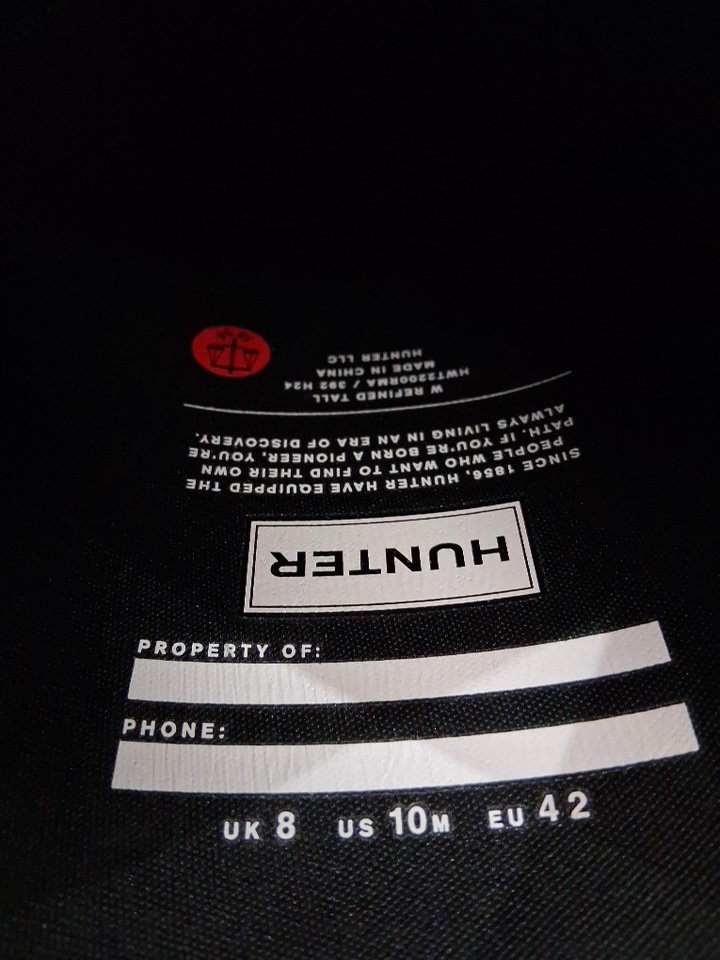 PROPERTY OF:
PHONE:
UK 8 US 10M EU 42
HUNTER
SINCE 1856, HUNTER HAVE EQUIPPED THE
PEOPLE WHO WANT TO FIND THEIR OWN
PATH. IF YOU'RE BORN A PIONEER, YOU'RE
ALWAYS LIVING IN AN ERA OF DISCOVERY.
W REFINED TALL
HWT2200RMA / 392 H24
MADE IN CHINA
HUNTER LLC